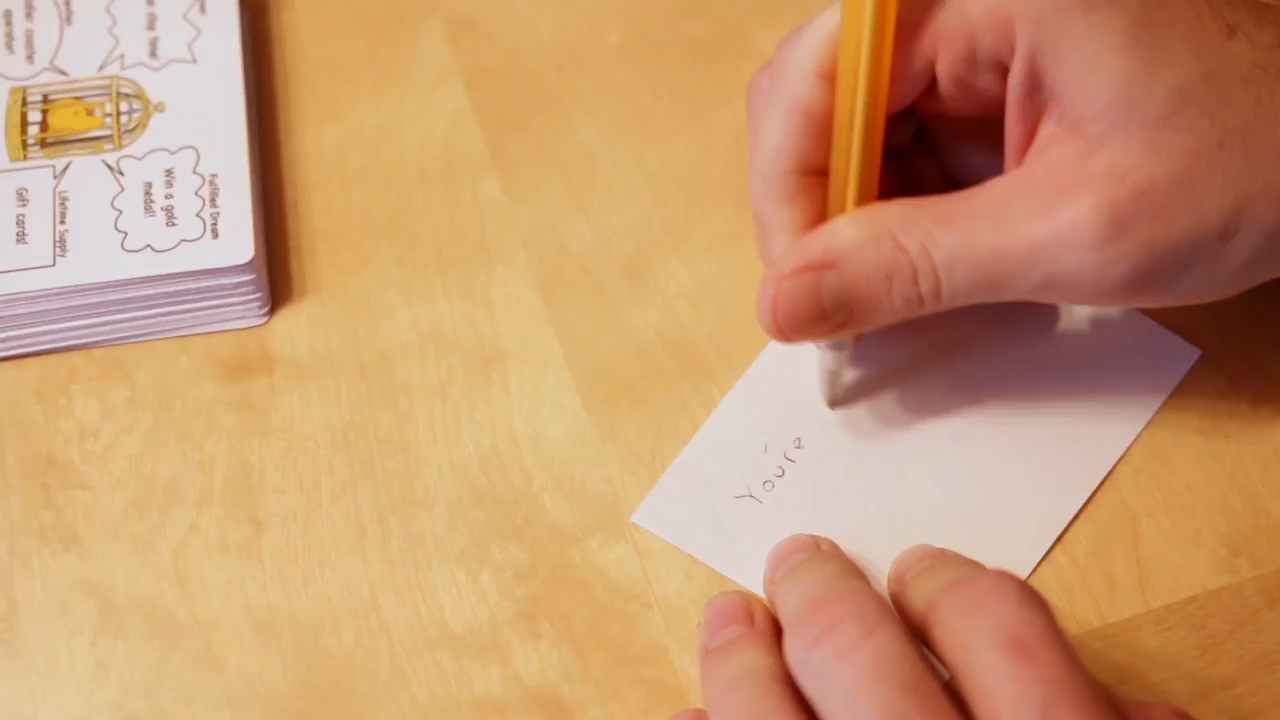 Fulfilled Dream
Win a gold
medal!
Lifetime Supply
Gift cards!
You're